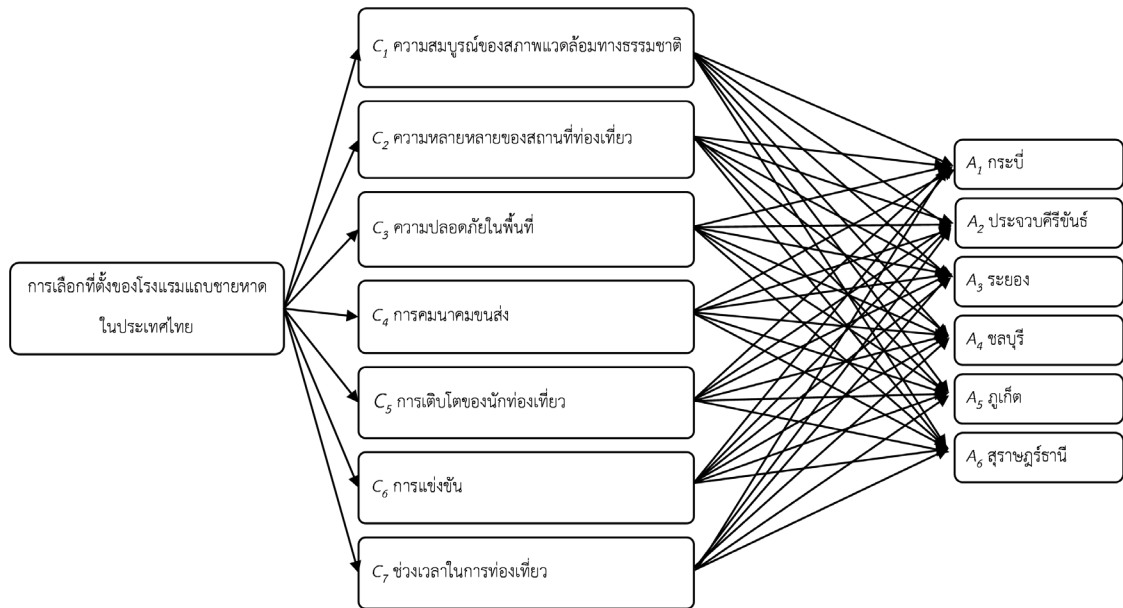 การเลือกที่ตั้งของโรงแรมแถบชายหาด
ในประเทศไทย
C₁ ความสมบูรณ์ของสภาพแวดล้อมทางธรรมชาติ
C₂ ความหลายหลายของสถานที่ท่องเที่ยว
C₃ ความปลอดภัยในพื้นที่
C₄ การคมนาคมขนส่ง
C₅ การเติบโตของนักท่องเที่ยว
C₆ การแข่งขัน
C₇ ช่วงเวลาในการท่องเที่ยว
A₁ กระบี่
A₂ ประจวบคีรีขันธ์
A₃ ระยอง
A₄ ชลบุรี
A₅ ภูเก็ต
A₆ สุราษฎร์ธานี